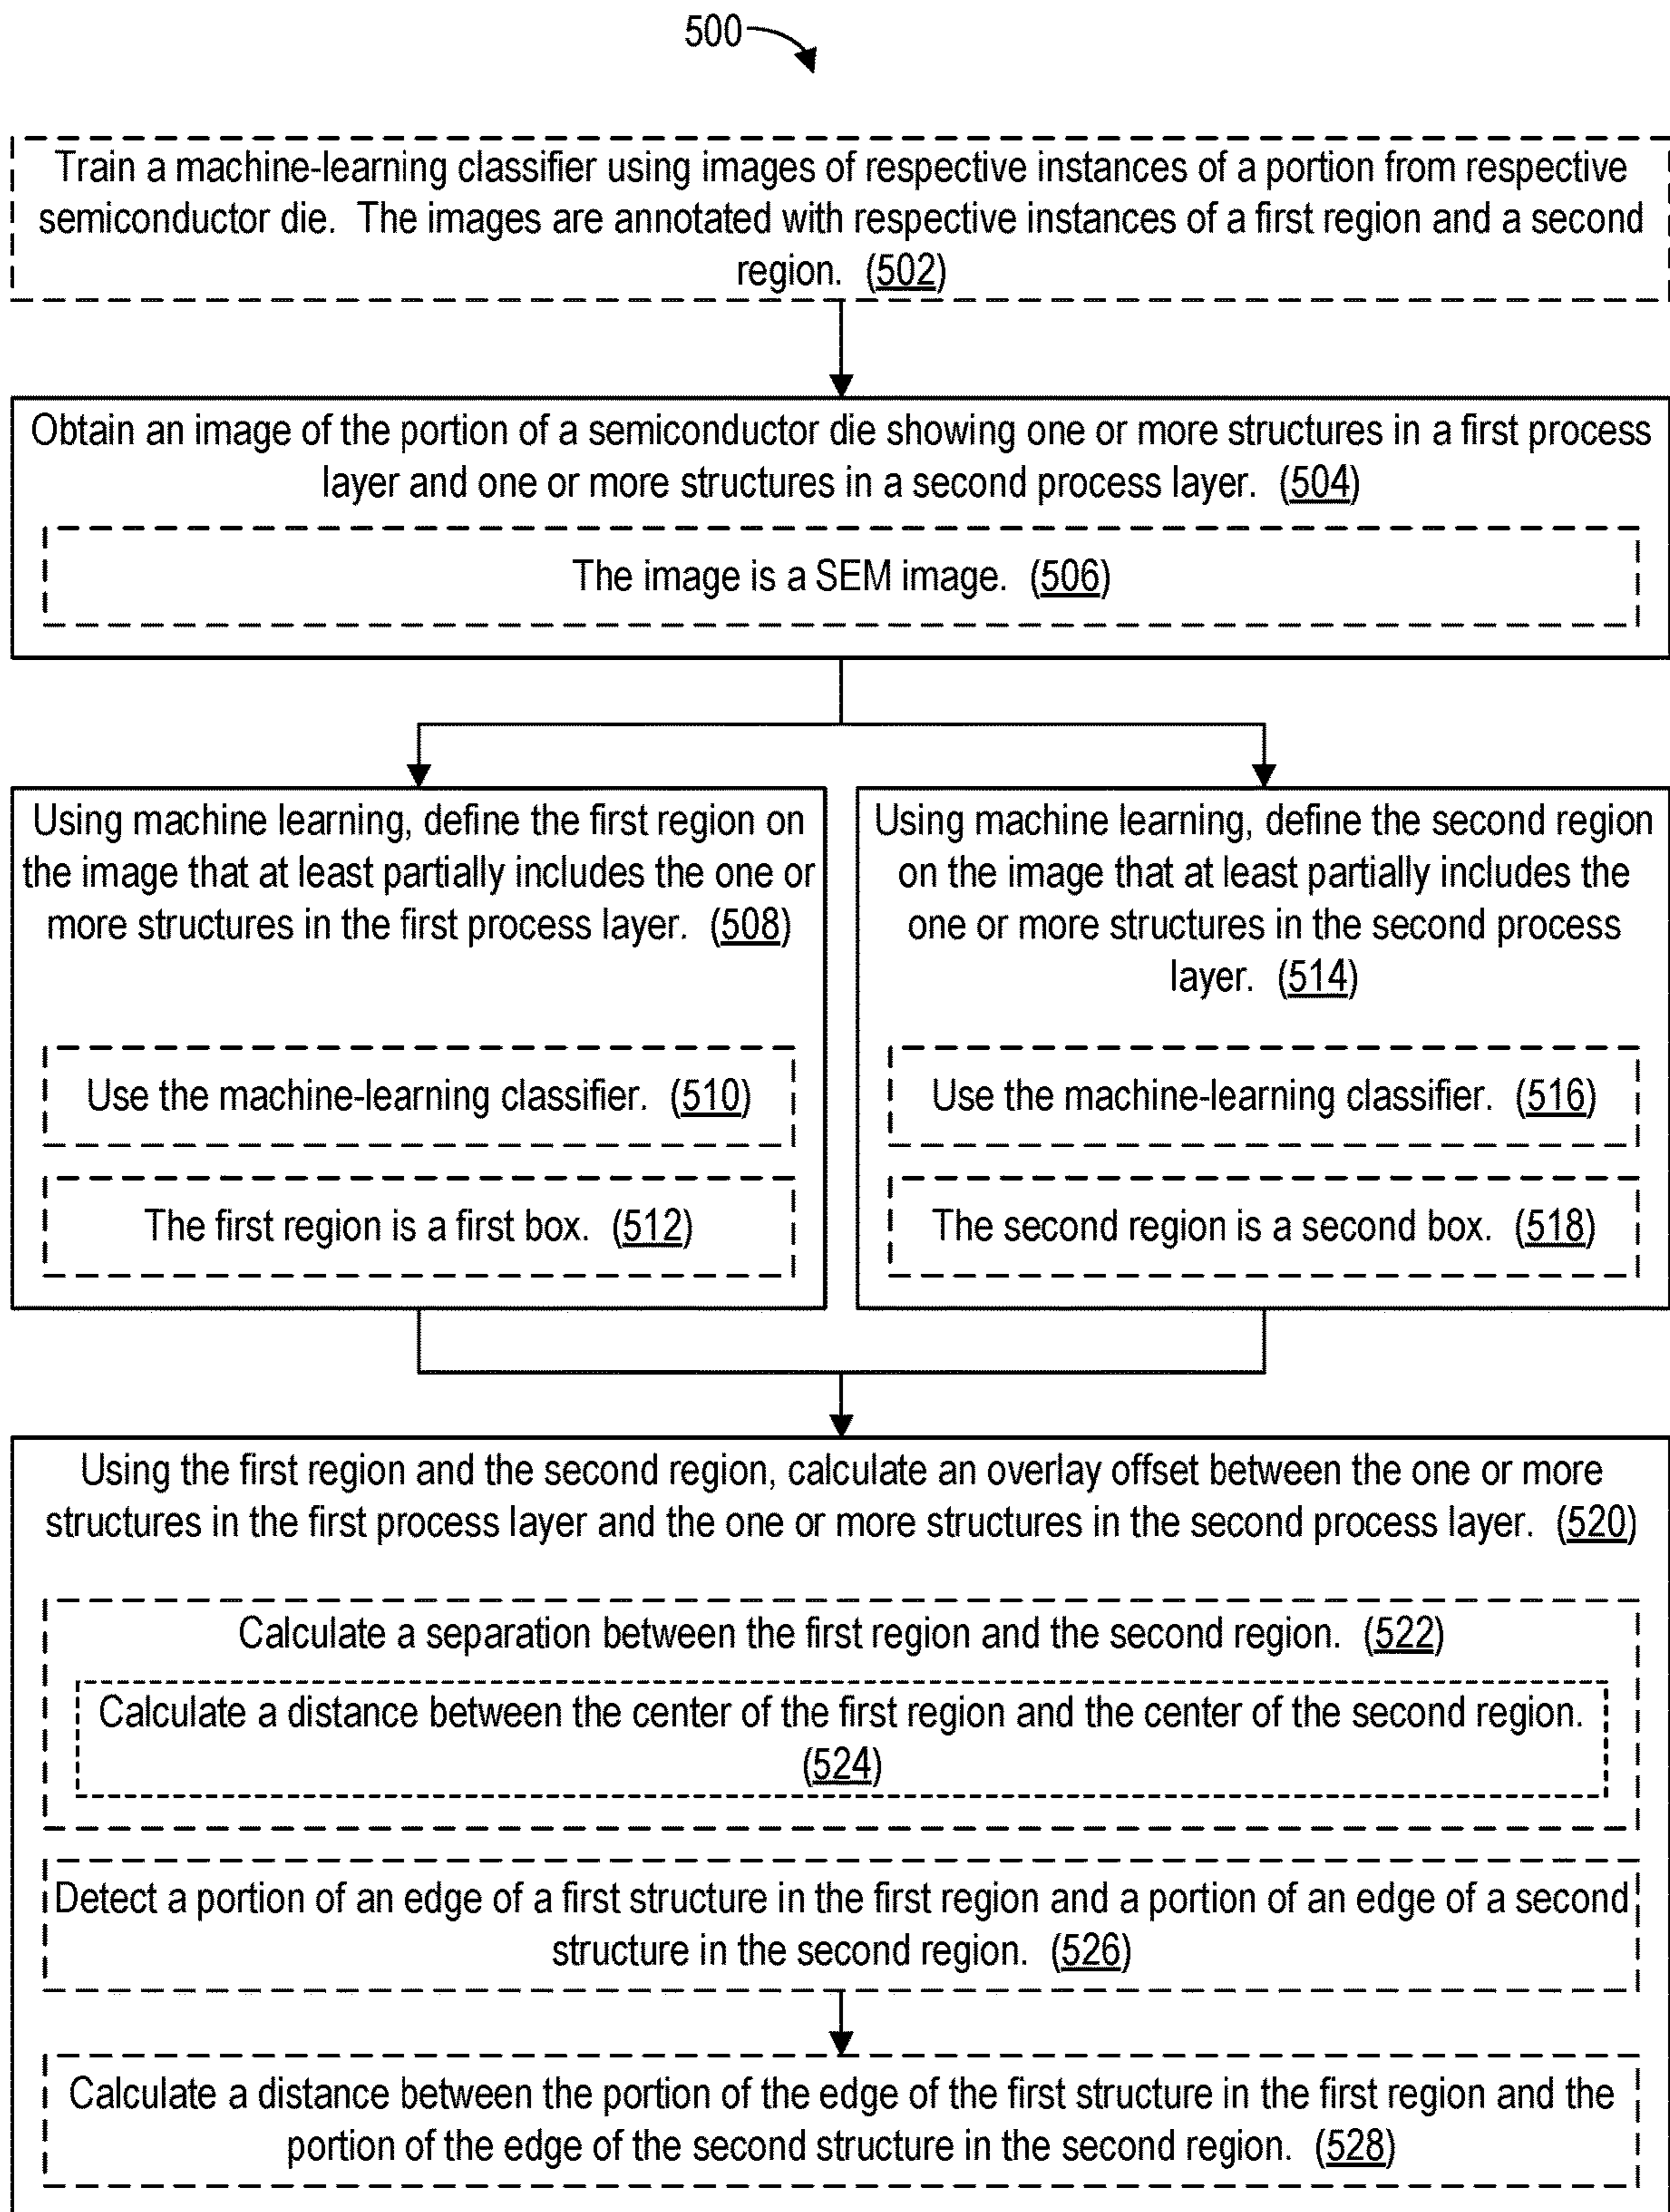 500
Train a machine-learning classifier using images of respective instances of a portion from respective
semiconductor die. The images are annotated with respective instances of a first region and a second
region. (502)
Obtain an image of the portion of a semiconductor die showing one or more structures in a first process
layer and one or more structures in a second process layer. (504)
The image is a SEM image. (506)
Using machine learning, define the first region on
the image that at least partially includes the one or
more structures in the first process layer. (508)
Use the machine-learning classifier. (510)
The first region is a first box. (512)
Using machine learning, define the second region
on the image that at least partially includes the
one or more structures in the second process
layer. (514)
Use the machine-learning classifier. (516)
The second region is a second box. (518)
Using the first region and the second region, calculate an overlay offset between the one or more
structures in the first process layer and the one or more structures in the second process layer. (520)
Calculate a separation between the first region and the second region. (522)
Calculate a distance between the center of the first region and the center of the second region.
(524)
Detect a portion of an edge of a first structure in the first region and a portion of an edge of a second
structure in the second region. (526)
Calculate a distance between the portion of the edge of the first structure in the first region and the
portion of the edge of the second structure in the second region. (528)